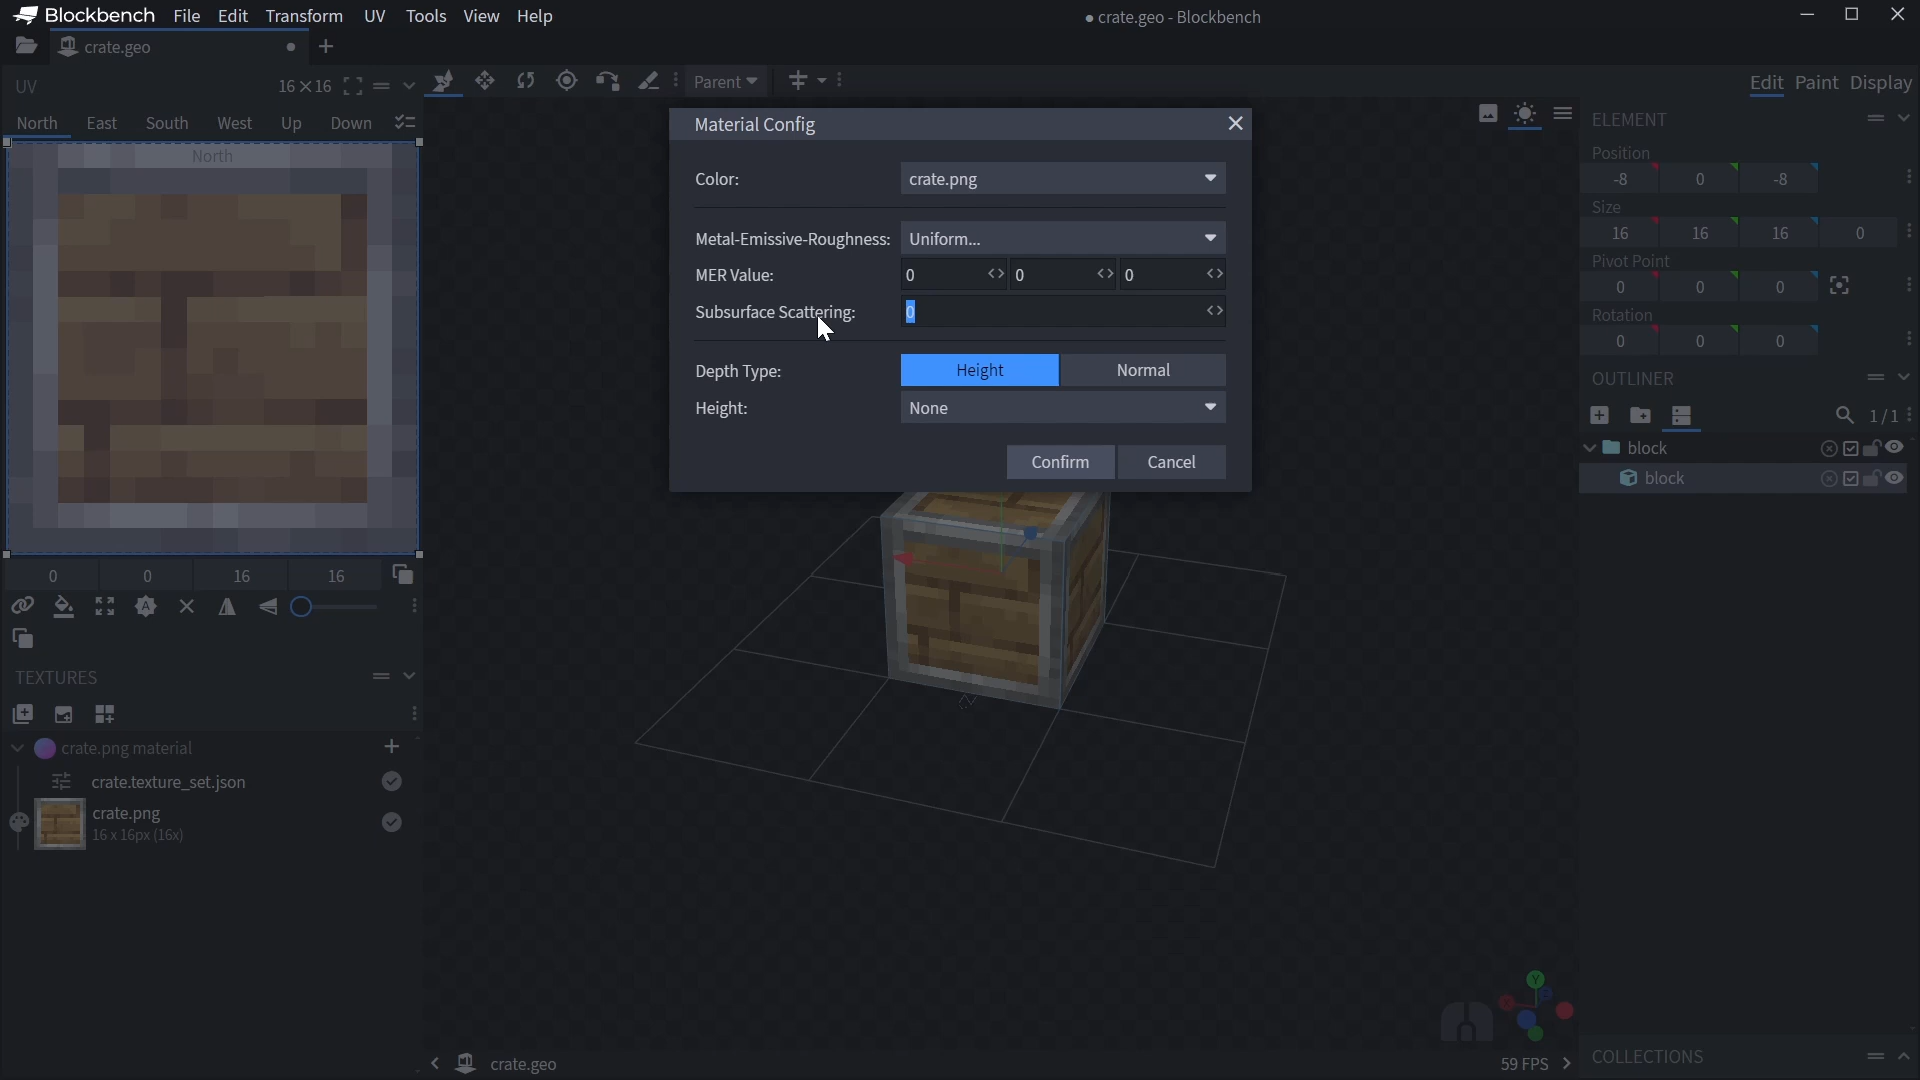 Blockbench File Edit Transform UV Tools View Help
● crate.geo - Blockbench
crate.geo
UV 16×16
North East South West Up Down
North
Parent
Edit Paint Display
Material Config
Color: crate.png
Metal-Emissive-Roughness: Uniform...
MER Value: 0 0 0
Subsurface Scattering: 0
Depth Type: Height Normal
Height: None
Confirm Cancel
0 0 16 16
TEXTURES
crate.png material
crate.texture_set.json
crate.png
16 x 16px (16x)
ELEMENT
Position
-8 0 -8
Size
16 16 16 0
Pivot Point
0 0 0
Rotation
0 0 0
OUTLINER
1/1
block
block
X Y
crate.geo
59 FPS
COLLECTIONS